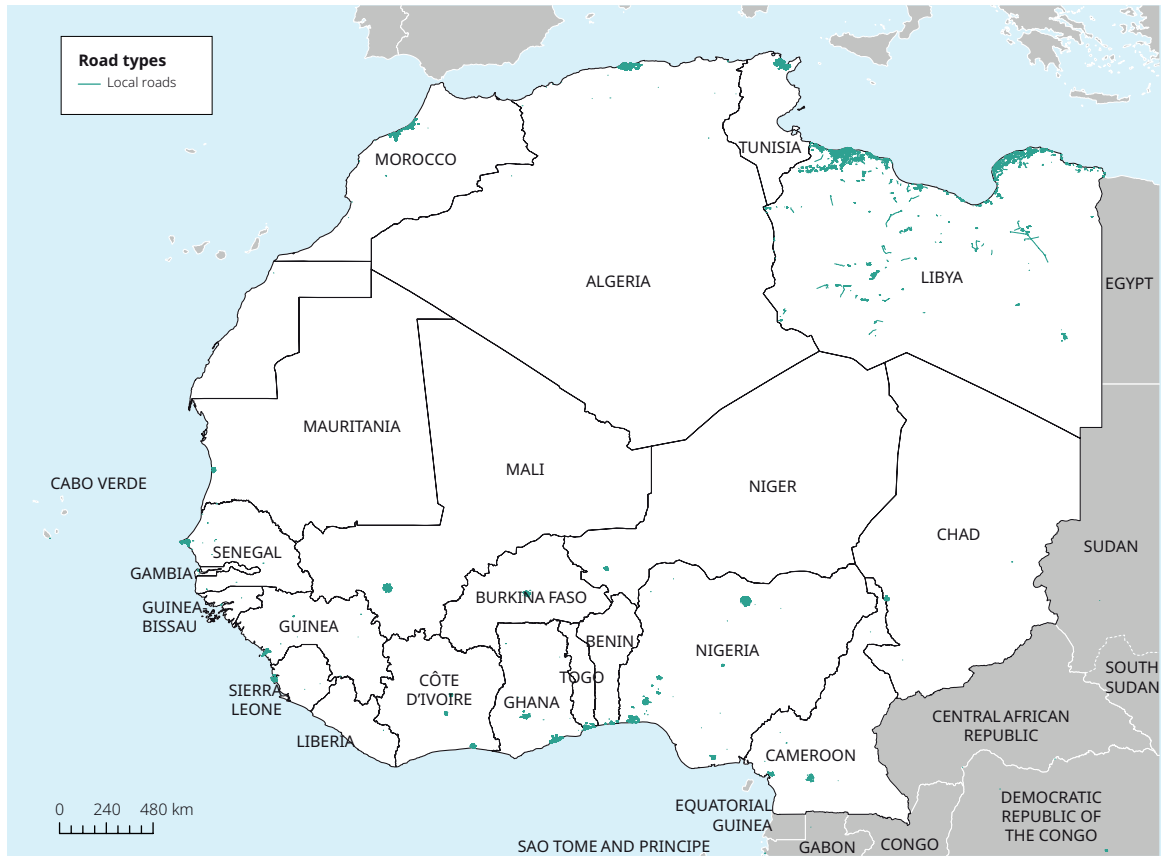 Road types
Local roads
MOROCCO
TUNISIA
ALGERIA
LIBYA
EGYPT
MAURITANIA
MALI
NIGER
CABO VERDE
CHAD
SUDAN
SENEGAL
GAMBIA
BURKINA FASO
GUINEA
BISSAU
GUINEA
BENIN
NIGERIA
TOGO
CÔTE
D'IVOIRE
GHANA
SIERRA
LEONE
LIBERIA
SOUTH
SUDAN
CENTRAL AFRICAN
REPUBLIC
CAMEROON
0 240 480 km
EQUATORIAL
GUINEA
DEMOCRATIC
REPUBLIC OF
THE CONGO
SAO TOME AND PRINCIPE
GABON
CONGO